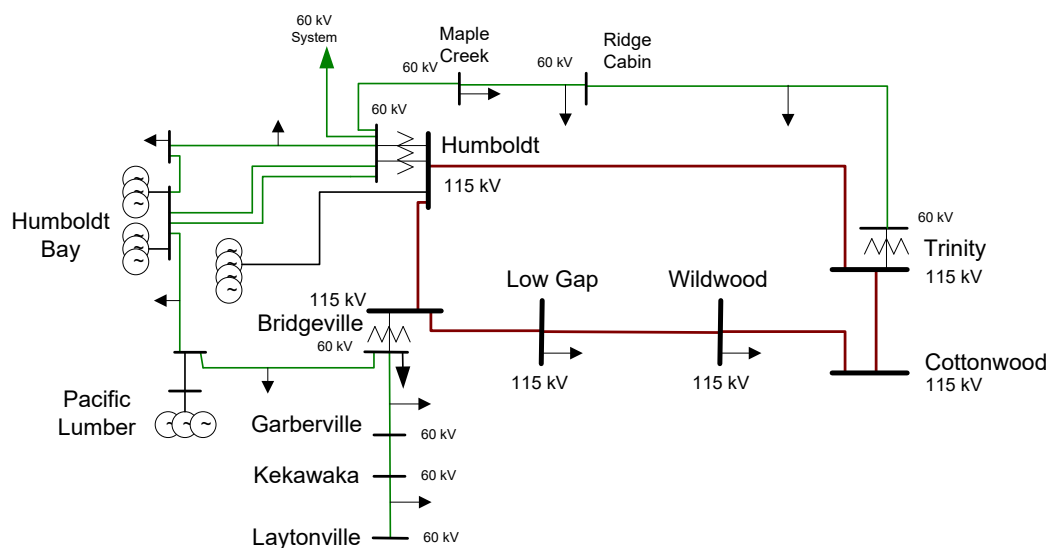 60 kV
System
Maple
Creek
Ridge
Cabin
60 kV
60 kV
60 kV
Humboldt
115 kV
60 kV
Trinity
115 kV
Humboldt
Bay
~
~
~
~
~
~
~
~
~
~
Low Gap
Wildwood
115 kV
Bridgeville
60 kV
115 kV
115 kV
Cottonwood
115 kV
Pacific
Lumber
~
~
~
Garberville
60 kV
Kekawaka
60 kV
Laytonville
60 kV